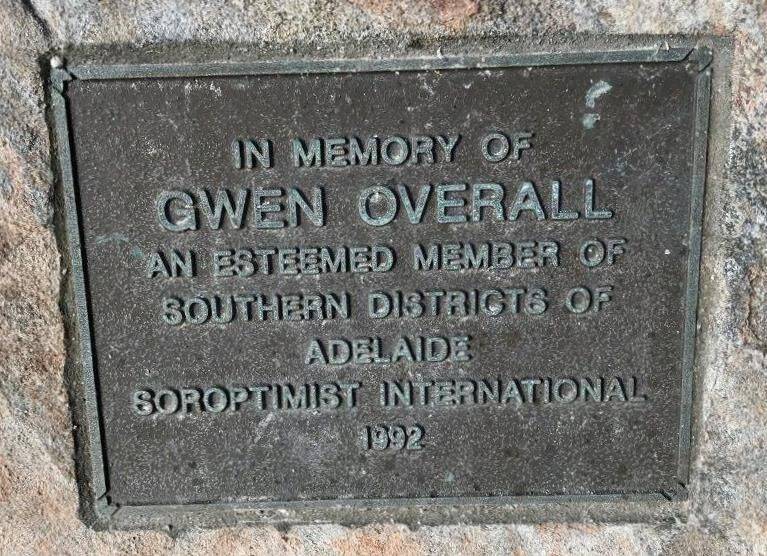 IN MEMORY OF
GWEN OVERALL
AN ESTEEMED MEMBER OF
SOUTHERN DISTRICTS OF
ADELAIDE
SOROPTIMIST INTERNATIONAL
1992